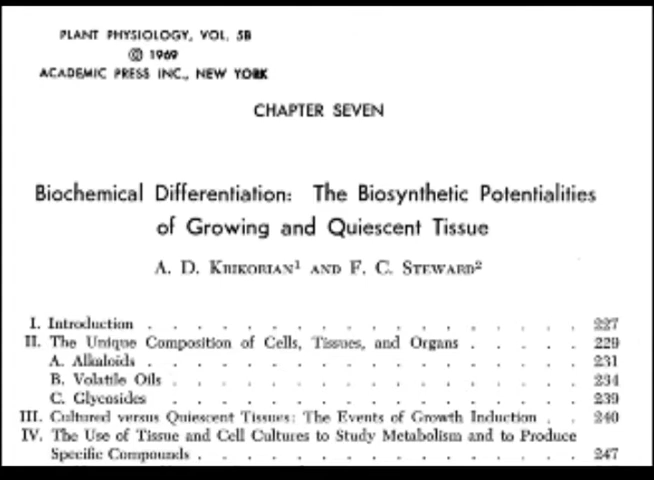 PLANT PHYSIOLOGY, VOL. 5B
© 1969
ACADEMIC PRESS INC., NEW YORK
CHAPTER SEVEN
Biochemical Differentiation: The Biosynthetic Potentialities
of Growing and Quiescent Tissue
A. D. KRIKORIAN¹ AND F. C. STEWARD²
I. Introduction . . . . . . . . . . . . 227
II. The Unique Composition of Cells, Tissues, and Organs . . . . . 229
A. Alkaloids . . . . . . . . . . . . 231
B. Volatile Oils . . . . . . . . . . . 234
C. Glycosides . . . . . . . . . . . . 239
III. Cultured versus Quiescent Tissues: The Events of Growth Induction . . 240
IV. The Use of Tissue and Cell Cultures to Study Metabolism and to Produce
Specific Compounds . . . . . . . . . . . 247